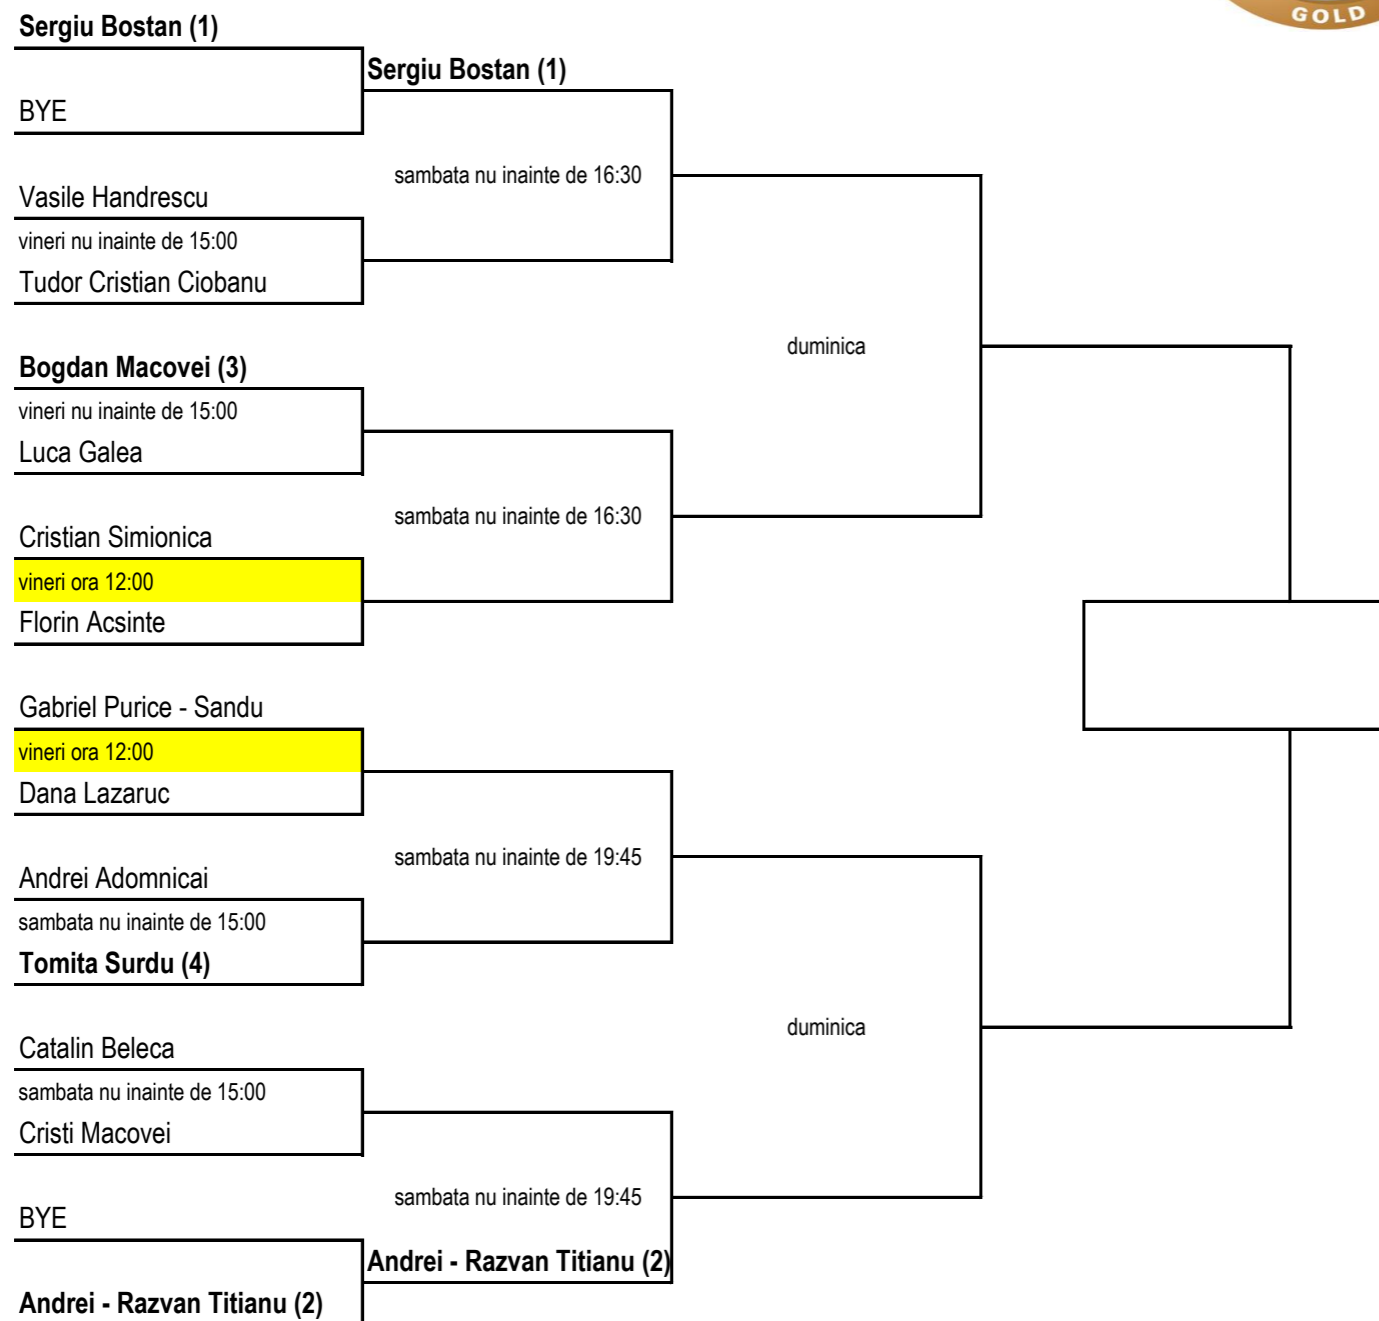 GOLD
Sergiu Bostan (1)
Sergiu Bostan (1)
BYE
sambata nu inainte de 16:30
Vasile Handrescu
vineri nu inainte de 15:00
Tudor Cristian Ciobanu
duminica
Bogdan Macovei (3)
vineri nu inainte de 15:00
Luca Galea
sambata nu inainte de 16:30
Cristian Simionica
vineri ora 12:00
Florin Acsinte
Gabriel Purice - Sandu
vineri ora 12:00
Dana Lazaruc
sambata nu inainte de 19:45
Andrei Adomnicai
sambata nu inainte de 15:00
Tomita Surdu (4)
duminica
Catalin Beleca
sambata nu inainte de 15:00
Cristi Macovei
sambata nu inainte de 19:45
BYE
Andrei - Razvan Titianu (2)
Andrei - Razvan Titianu (2)